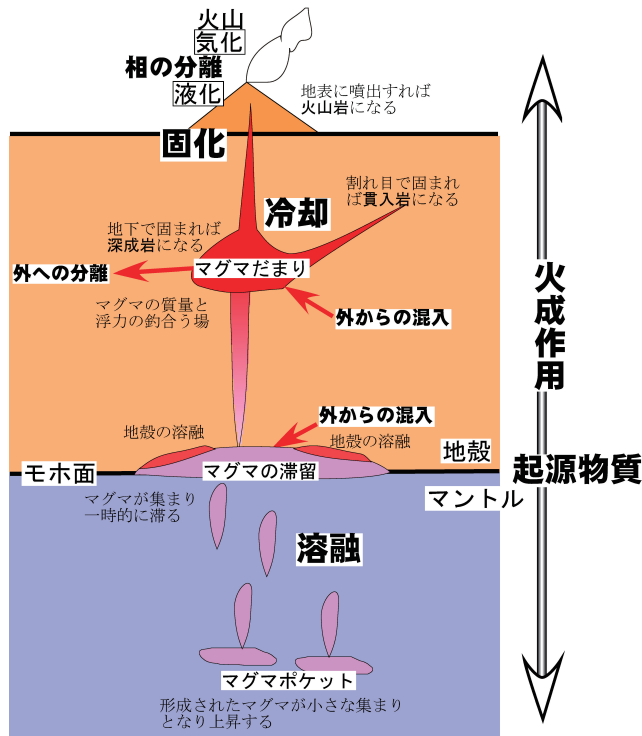 火山
気化
相の分離
液化
地表に噴出すれば
火山岩になる
固化
割れ目で固まれ
ば貫入岩になる
冷却
地下で固まれば
深成岩になる
外への分離
マグマだまり
マグマの質量と
浮力の釣合う場
外からの混入
火成作用
外からの混入
地殻の溶融
地殻の溶融
地殻
モホ面
マグマの滞留
起源物質
マントル
マグマが集まり
一時的に滞る
溶融
マグマポケット
形成されたマグマが小さな集まり
となり上昇する